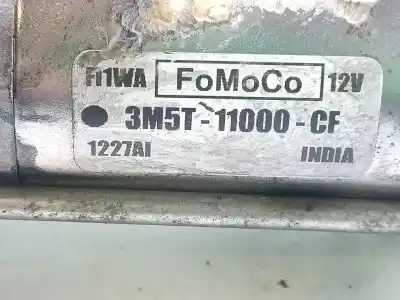 F11WA FoMoCo 12V
3M5T-11000-CF
1227AI INDIA